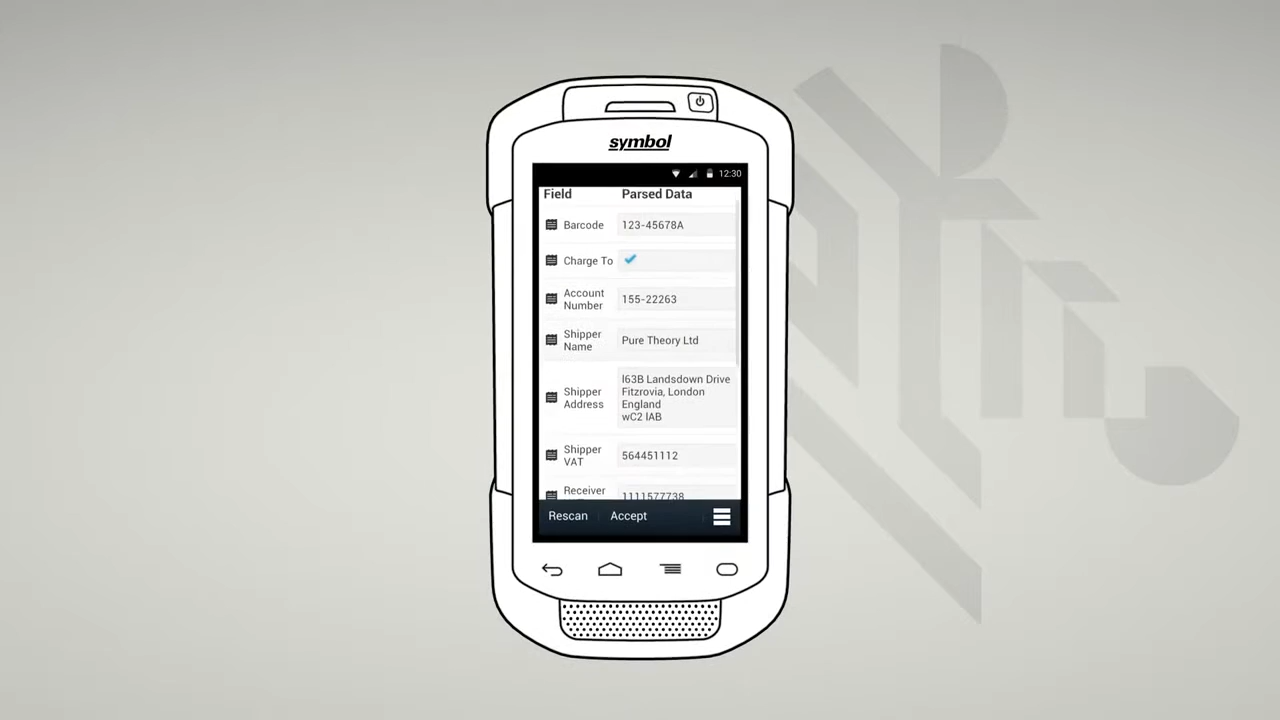 symbol
12:30
Field Parsed Data
Barcode 123-45678A
Charge To
Account
Number
155-22263
Shipper
Name
Pure Theory Ltd
Shipper
Address
l63B Landsdown Drive
Fitzrovia, London
England
wC2 lAB
Shipper
VAT
564451112
Receiver
1111577738
Rescan Accept